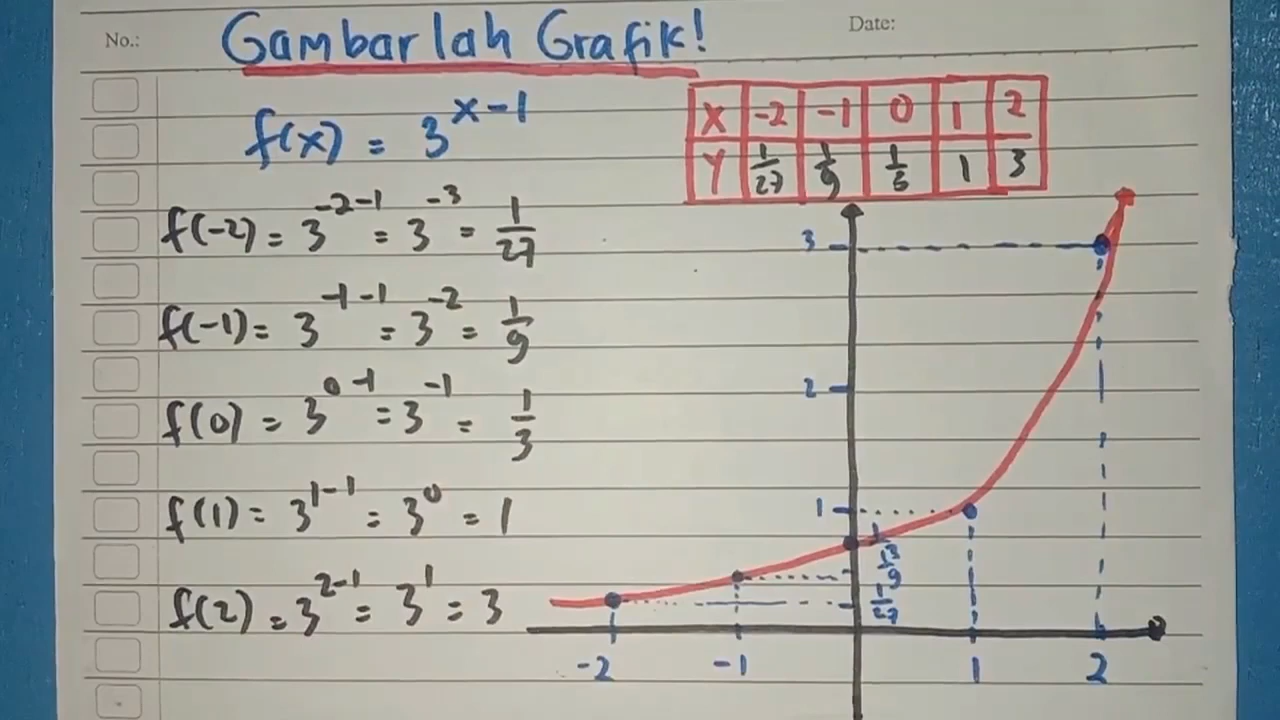 No.:
Date:
Gambarlah Grafik!
f(x) = 3^{x-1}
X -2 -1 0 1 2
Y 1/27 1/9 1/3 1 3
f(-2) = 3^{-2-1} = 3^{-3} = 1/27
f(-1) = 3^{-1-1} = 3^{-2} = 1/9
f(0) = 3^{0-1} = 3^{-1} = 1/3
f(1) = 3^{1-1} = 3^0 = 1
f(2) = 3^{2-1} = 3^1 = 3
3
2
1
1/3
1/9
1/27
-2 -1 1 2